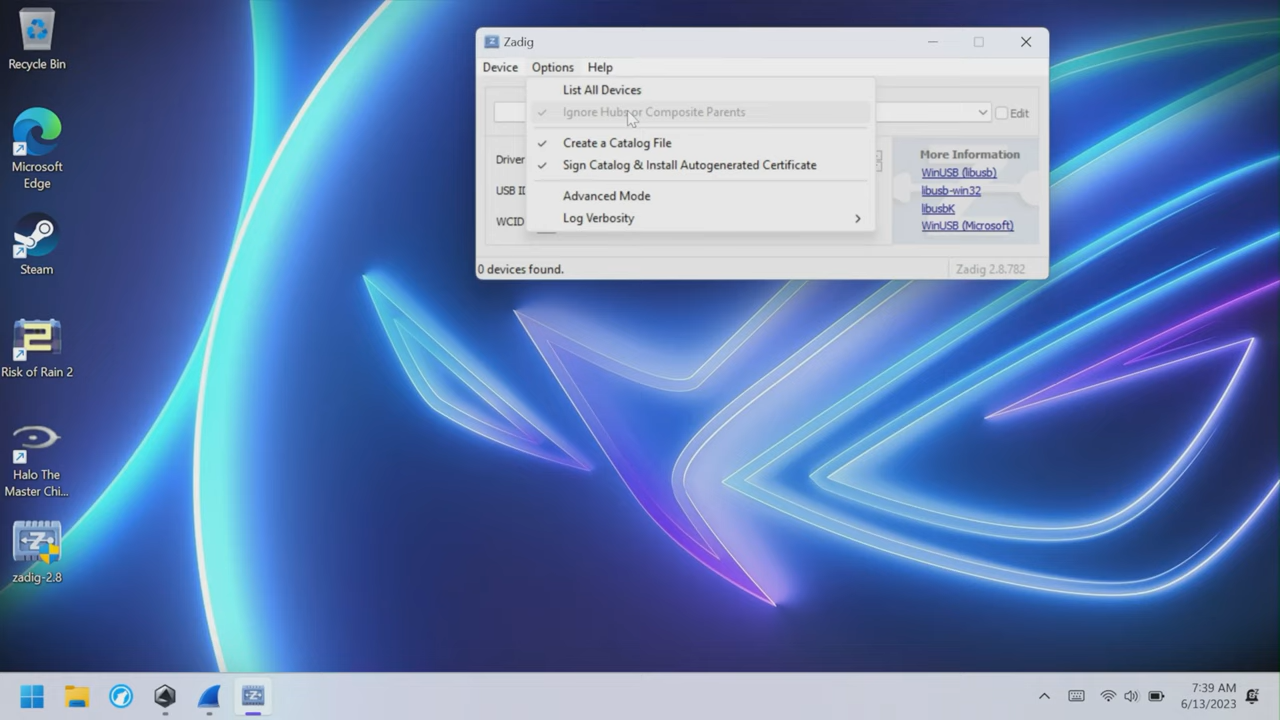 Recycle Bin
Microsoft
Edge
Steam
Risk of Rain 2
Halo The
Master Chi...
zadig-2.8
Zadig
Device Options Help
List All Devices
Ignore Hubs or Composite Parents
Create a Catalog File
Sign Catalog & Install Autogenerated Certificate
Advanced Mode
Log Verbosity
Edit
Driver
USB I
WCID
More Information
WinUSB (libusb)
libusb-win32
libusbK
WinUSB (Microsoft)
0 devices found.
Zadig 2.8.782
7:39 AM
6/13/2023